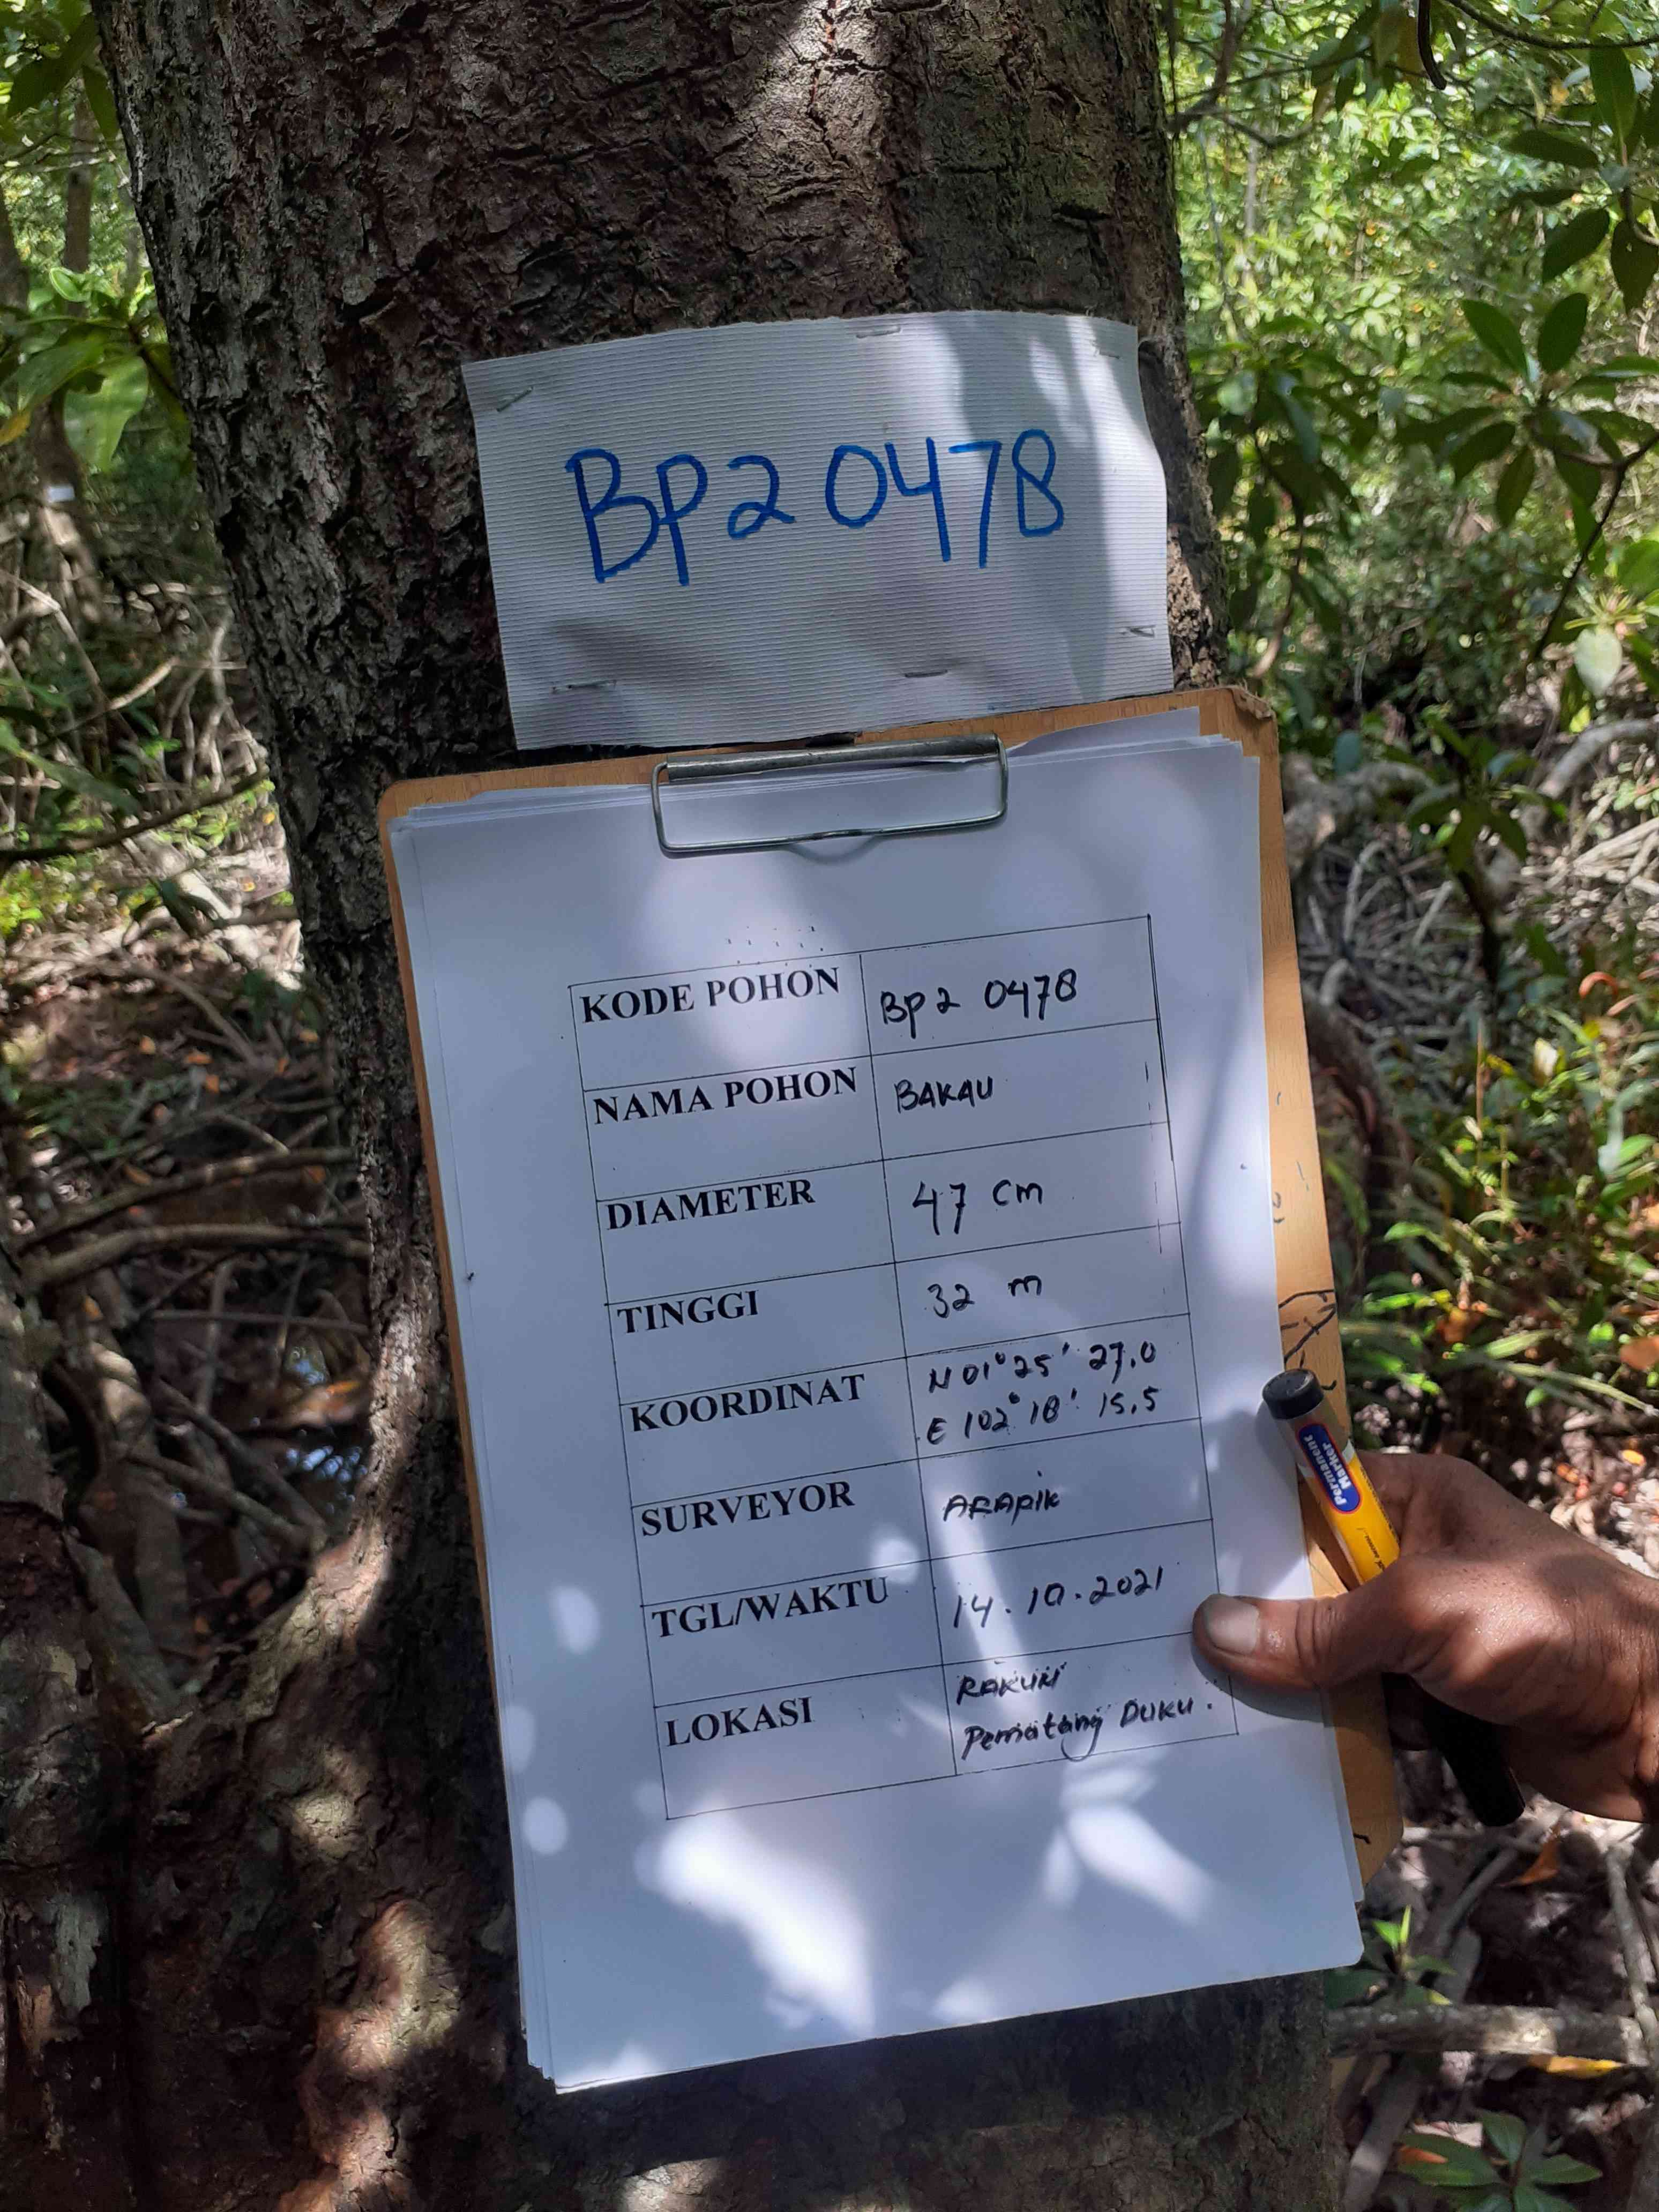 BP2 0478
KODE POHON BP2 0478
NAMA POHON BAKAU
DIAMETER 47 cm
TINGGI 32 m
KOORDINAT N 01° 25' 27.0
E 102° 18' 15.5
SURVEYOR ARAPIK
TGL/WAKTU 14.10.2021
LOKASI
Pematang Duku.
Permanent
Marker